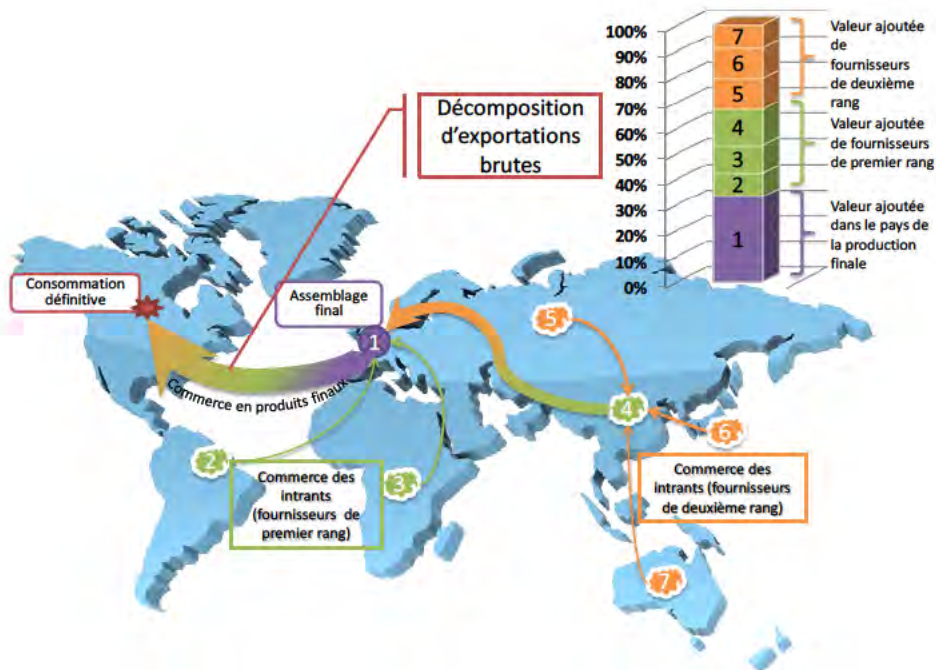 100%
90%
80%
70%
60%
50%
40%
30%
20%
10%
0%
7
6
5
4
3
2
1
Valeur ajoutée
de
fournisseurs
de deuxième
rang
Valeur ajoutée
de fournisseurs
de premier rang
Valeur ajoutée
dans le pays de
la production
finale
Décomposition
d'exportations
brutes
Consommation
définitive
Assemblage
final
1
Commerce en produits finaux
2
3
4
5
6
7
Commerce des
intrants
(fournisseurs de
premier rang)
Commerce des
intrants (fournisseurs
de deuxième rang)